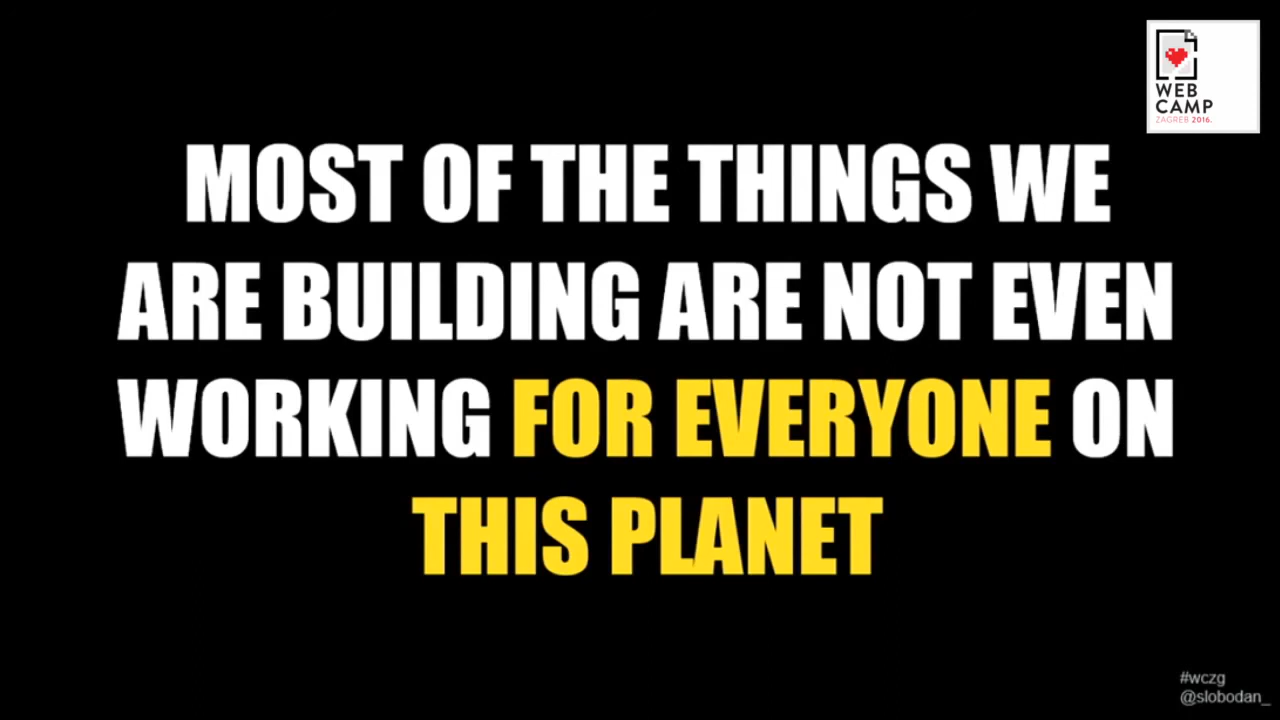 WEB
CAMP
ZAGREB 2016.
MOST OF THE THINGS WE
ARE BUILDING ARE NOT EVEN
WORKING FOR EVERYONE ON
THIS PLANET
#wczg
@slobodan_